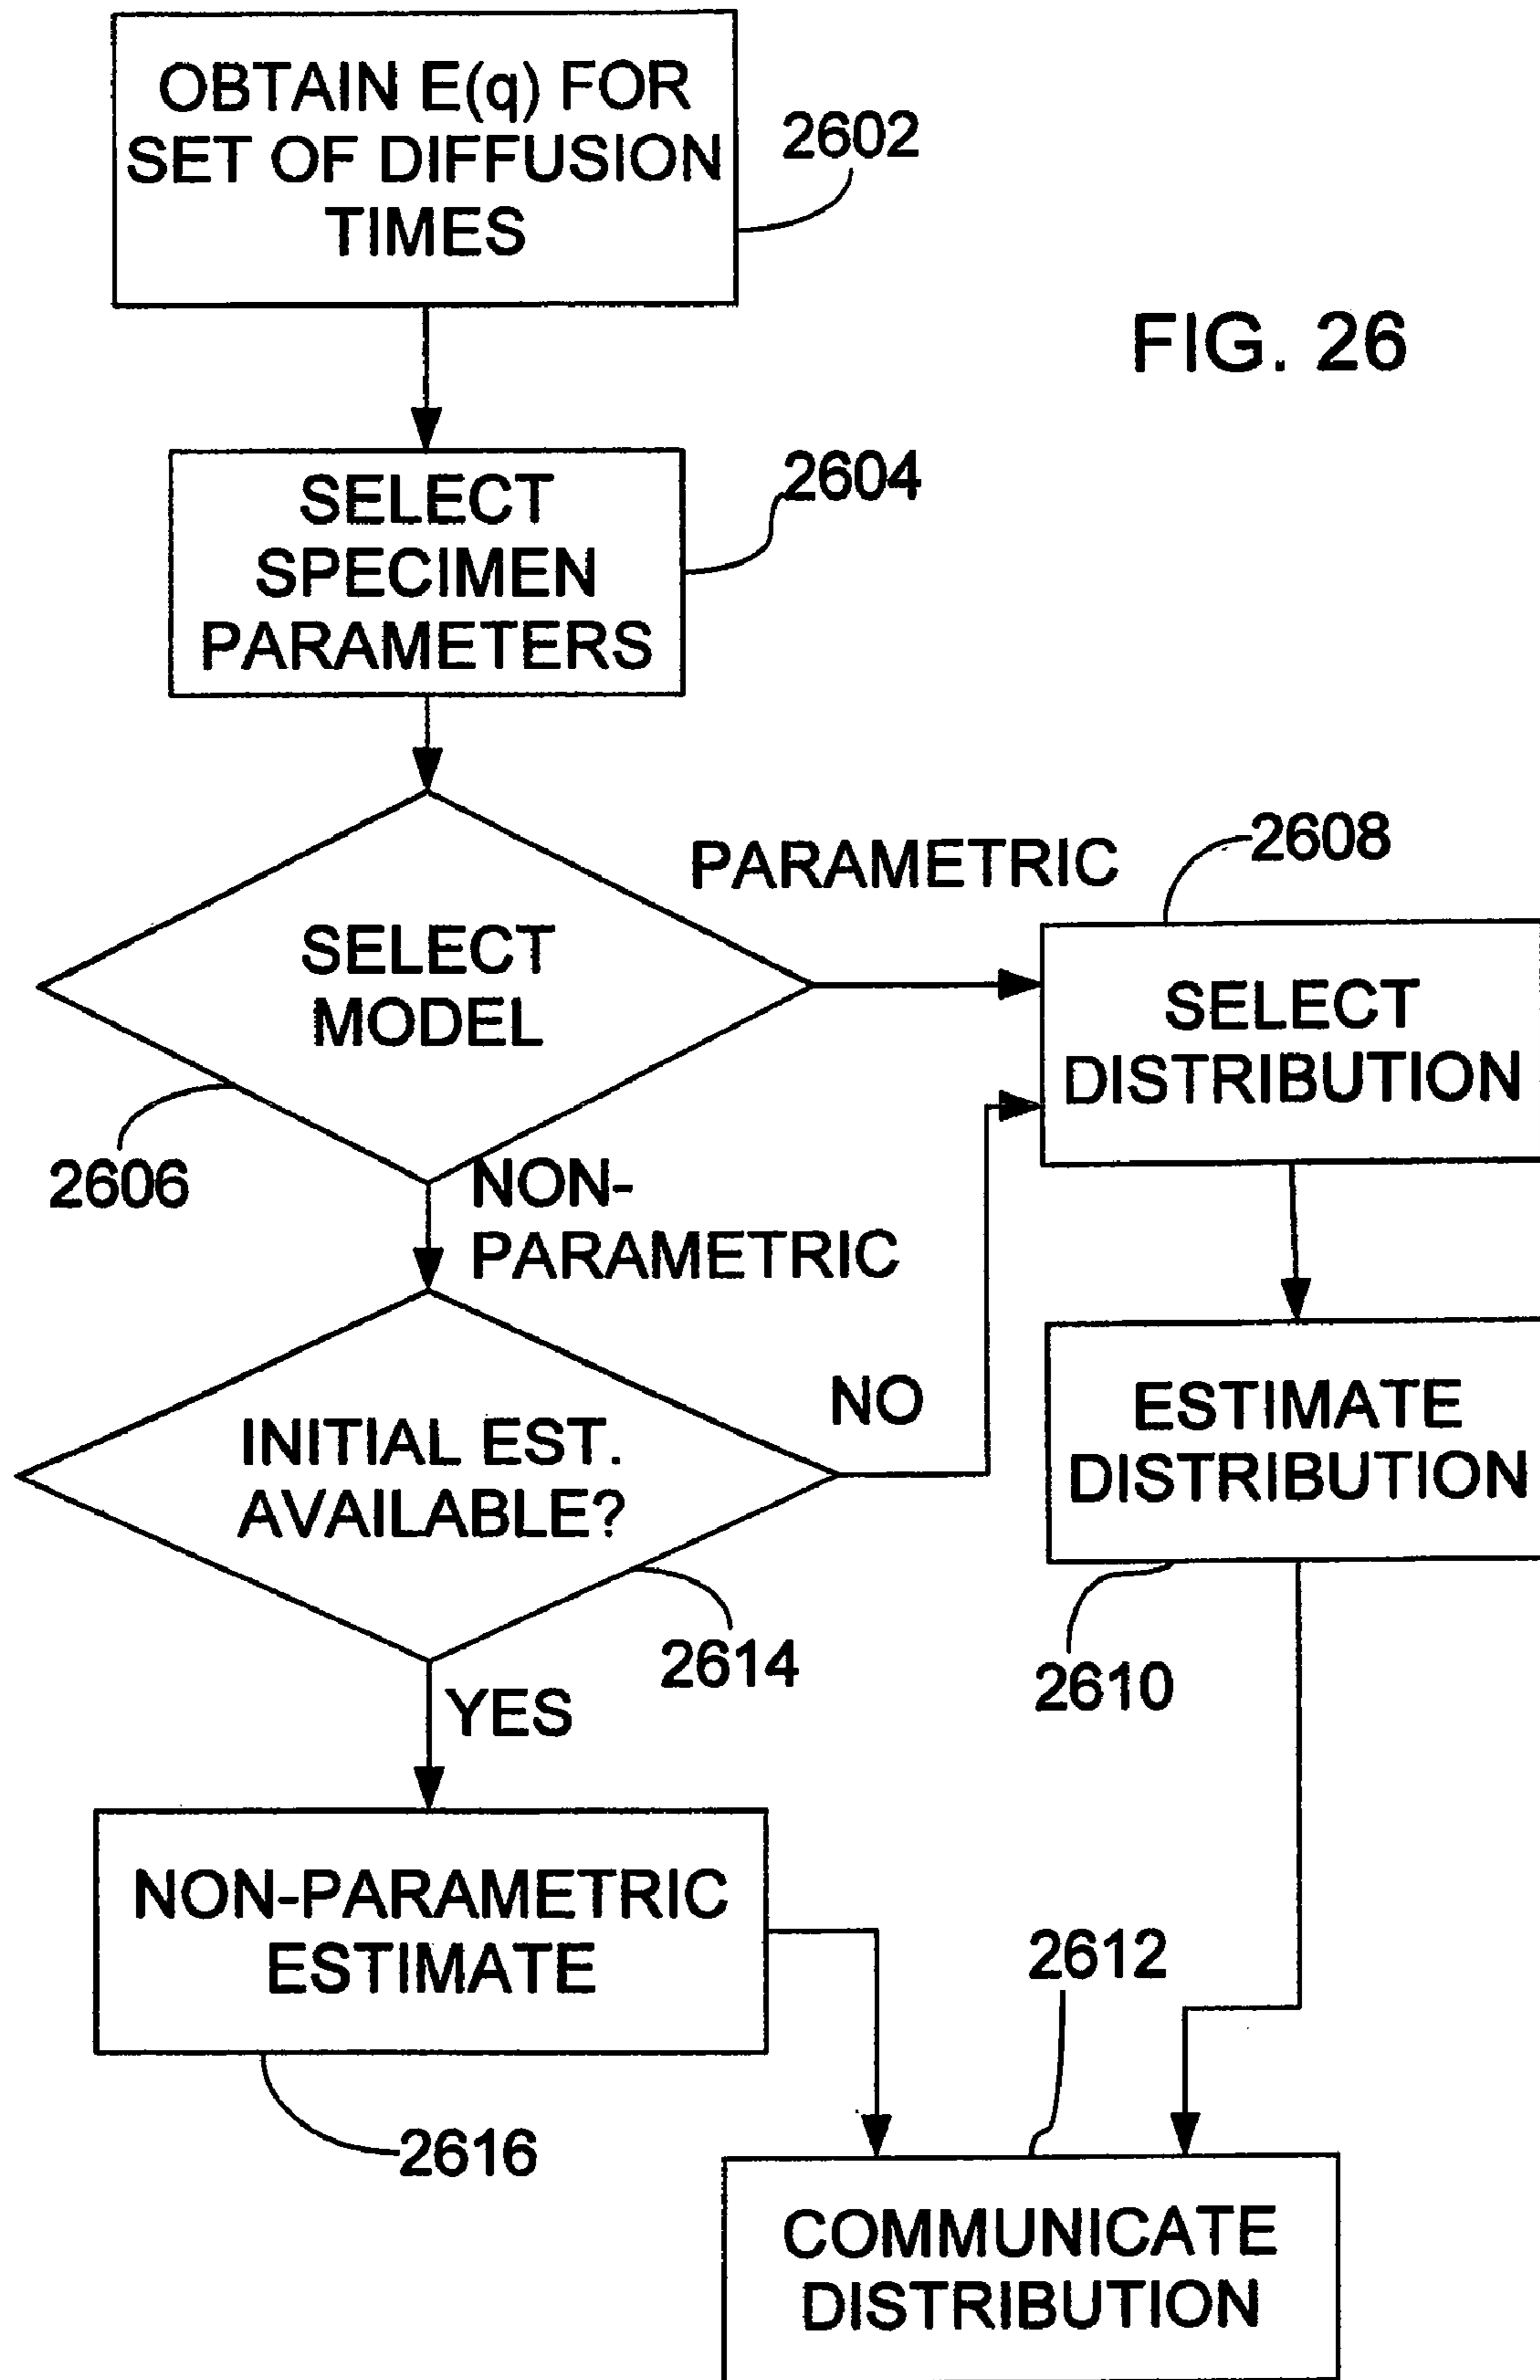 OBTAIN E(q) FOR
SET OF DIFFUSION
TIMES
2602
FIG. 26
SELECT
SPECIMEN
PARAMETERS
2604
SELECT
MODEL
2606
PARAMETRIC
2608
SELECT
DISTRIBUTION
NON-
PARAMETRIC
INITIAL EST.
AVAILABLE?
NO
2614
ESTIMATE
DISTRIBUTION
2610
YES
NON-PARAMETRIC
ESTIMATE
2616
2612
COMMUNICATE
DISTRIBUTION